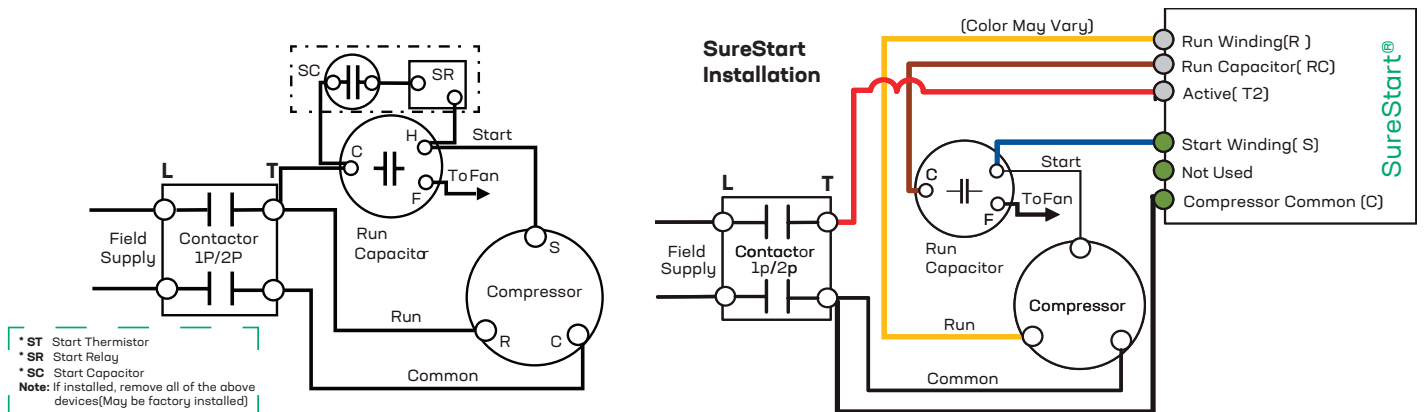 SC
SR
H
Start
C
To Fan
F
L
T
Run
Capacitor
Field
Supply
Contactor
1P/2P
S
Compressor
Run
R
C
Common
* ST Start Thermistor
* SR Start Relay
* SC Start Capacitor
Note: If installed, remove all of the above
devices(May be factory installed)
SureStart
Installation
(Color May Vary)
Run Winding(R )
Run Capacitor( RC)
Active( T2)
Start Winding( S)
Not Used
Compressor Common (C)
SureStart®
Start
C
To Fan
F
L
T
Run
Capacitor
Field
Supply
Contactor
1p/2p
Compressor
Run
Common